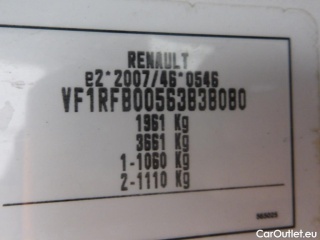 RENAULT
e2*2007/46*0546
VF1RFB00563838080
1961 Kg
3661 Kg
1-1060 Kg
2-1110 Kg
CarOutlet.eu